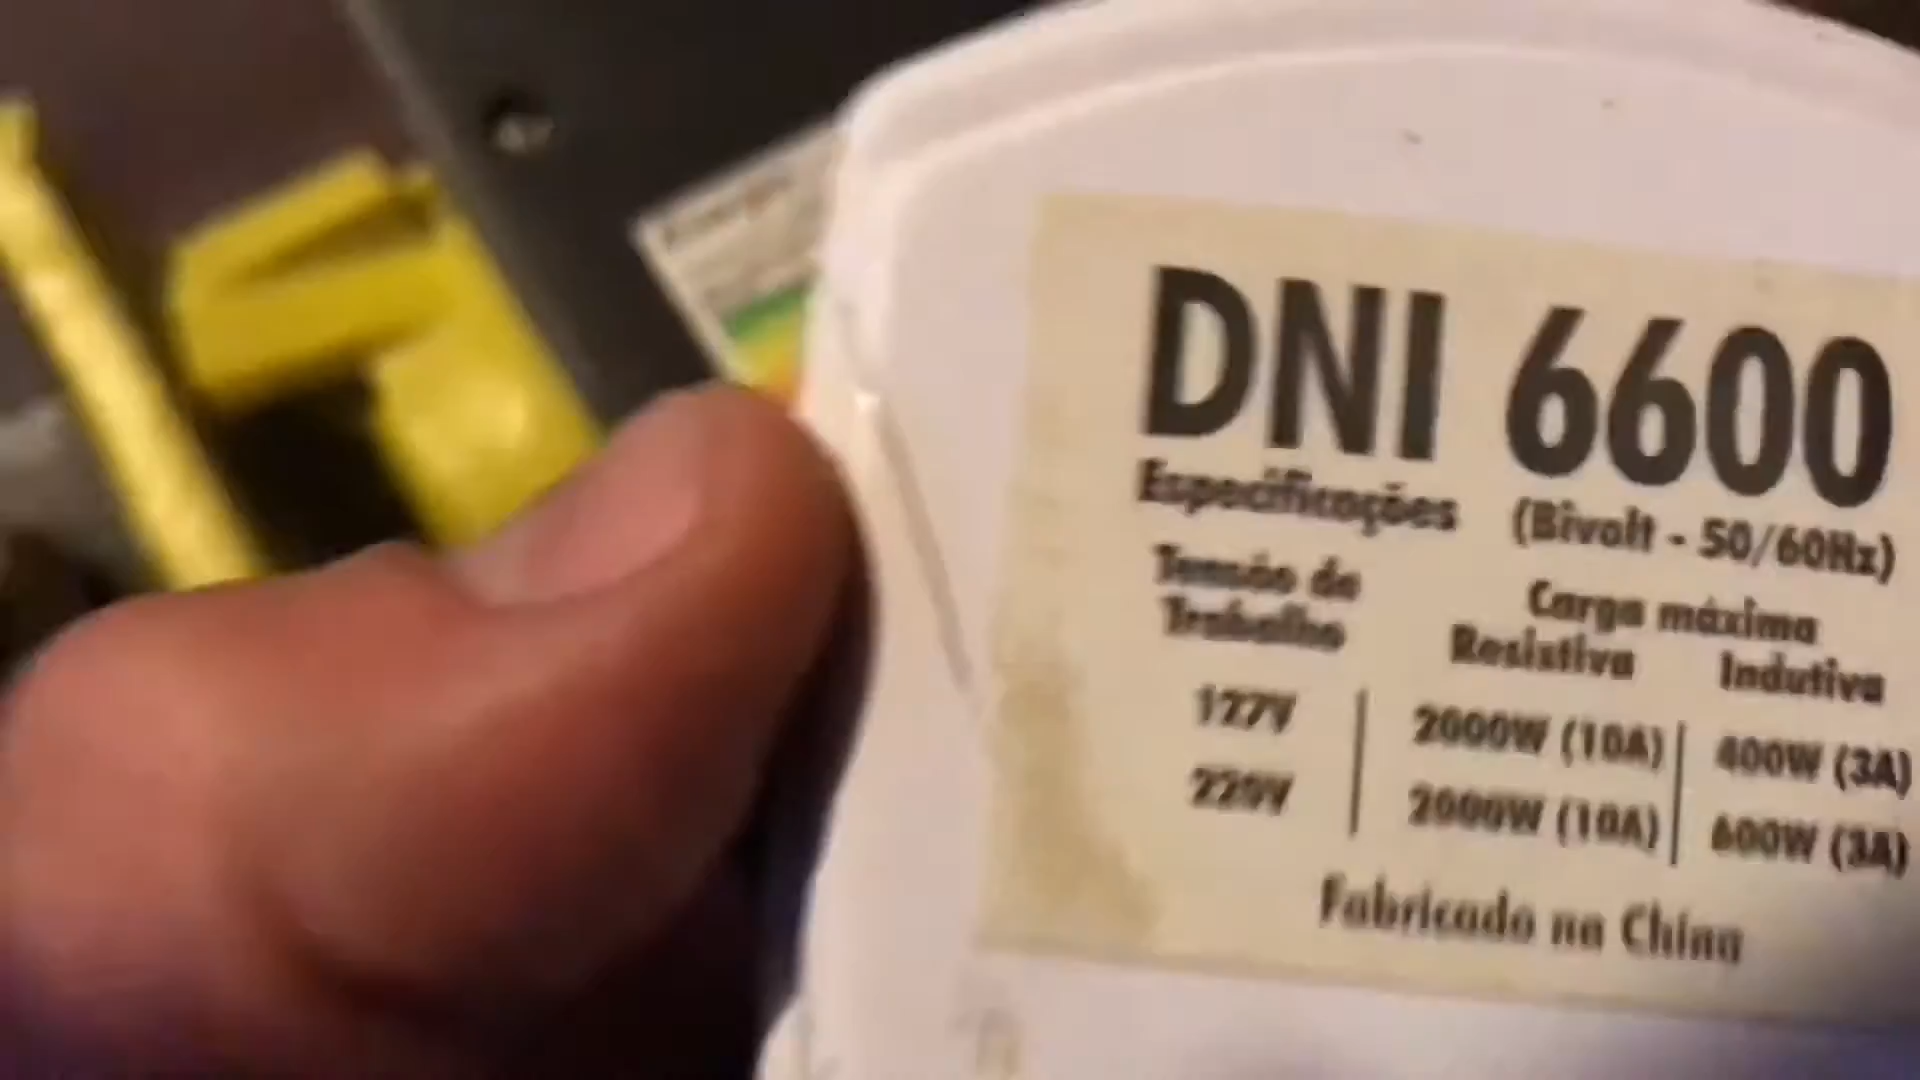 DNI 6600
Especificações (Bivolt - 50/60Hz)
Tensão de
Trabalho
Carga máxima
Resistiva Indutiva
127V 2000W (10A) 400W (3A)
220V 2000W (10A) 600W (3A)
Fabricado na China